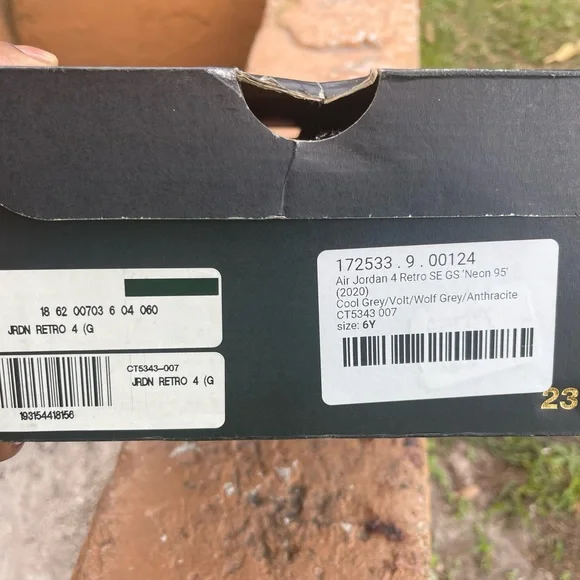 172533 . 9 . 00124
Air Jordan 4 Retro SE GS 'Neon 95'
(2020)
Cool Grey/Volt/Wolf Grey/Anthracite
CT5343 007
size: 6Y
18 62 00703 6 04 060
JRDN RETRO 4 (G
CT5343-007
JRDN RETRO 4 (G
193154418156
23